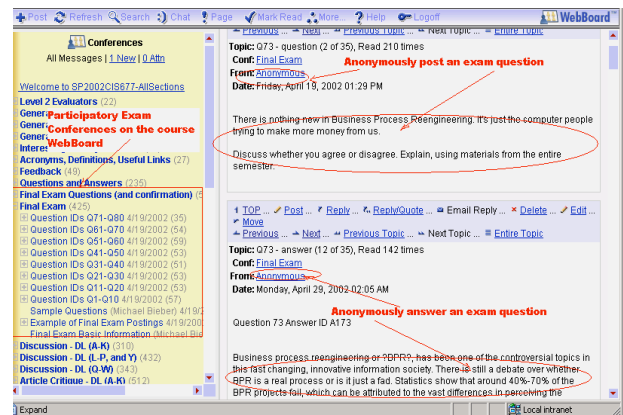 Post Refresh Search Chat Page Mark Read More... Help Logoff WebBoard™
Conferences
All Messages | 1 New | 0 Attn
Welcome to SP2002CIS677-AllSections
Level 2 Evaluators (22)
Gener
Gener
Gener
Interes
Participatory Exam
Conferences on the course
WebBoard
Acronyms, Definitions, Useful Links (27)
Feedback (49)
Questions and Answers (235)
Final Exam Questions (and confirmation) (5
Final Exam (425)
Question IDs Q71-Q80 4/19/2002 (35)
Question IDs Q61-Q70 4/19/2002 (54)
Question IDs Q51-Q60 4/19/2002 (59)
Question IDs Q41-Q50 4/19/2002 (53)
Question IDs Q31-Q40 4/19/2002 (51)
Question IDs Q21-Q30 4/19/2002 (53)
Question IDs Q11-Q20 4/19/2002 (53)
Question IDs Q1-Q10 4/19/2002 (57)
Sample Questions (Michael Bieber) 4/19/2
Example of Final Exam Postings 4/19/200
Final Exam Basic Information (Michael Bie
Discussion - DL (A-K) (310)
Discussion - DL (L-P, and Y) (432)
Discussion - DL (Q-W) (343)
Article Critique - DL (A-K) (512)
Previous ... Next ... Previous Topic ... Next Topic ... Entire Topic
Topic: Q73 - question (2 of 35), Read 210 times
Conf: Final Exam
From: Anonymous
Anonymously post an exam question
Date: Friday, April 19, 2002 01:29 PM
There is nothing new in Business Process Reengineering. It's just the computer people
trying to make more money from us.
Discuss whether you agree or disagree. Explain, using materials from the entire
semester.
TOP ... Post ... Reply ... Reply/Quote ... Email Reply ... Delete ... Edit ...
Move
Previous ... Next ... Previous Topic ... Next Topic ... Entire Topic
Topic: Q73 - answer (12 of 35), Read 142 times
Conf: Final Exam
From: Anonymous
Date: Monday, April 29, 2002 02:05 AM
Anonymously answer an exam question
Question 73 Answer ID A173
Business process reengineering or ?BPR?, has been one of the controversial topics in
this fast changing, innovative information society. There is still a debate over whether
BPR is a real process or is it just a fad. Statistics show that around 40%-70% of the
BPR projects fail, which can be attributed to the vast differences in perceiving the
Expand
Local intranet